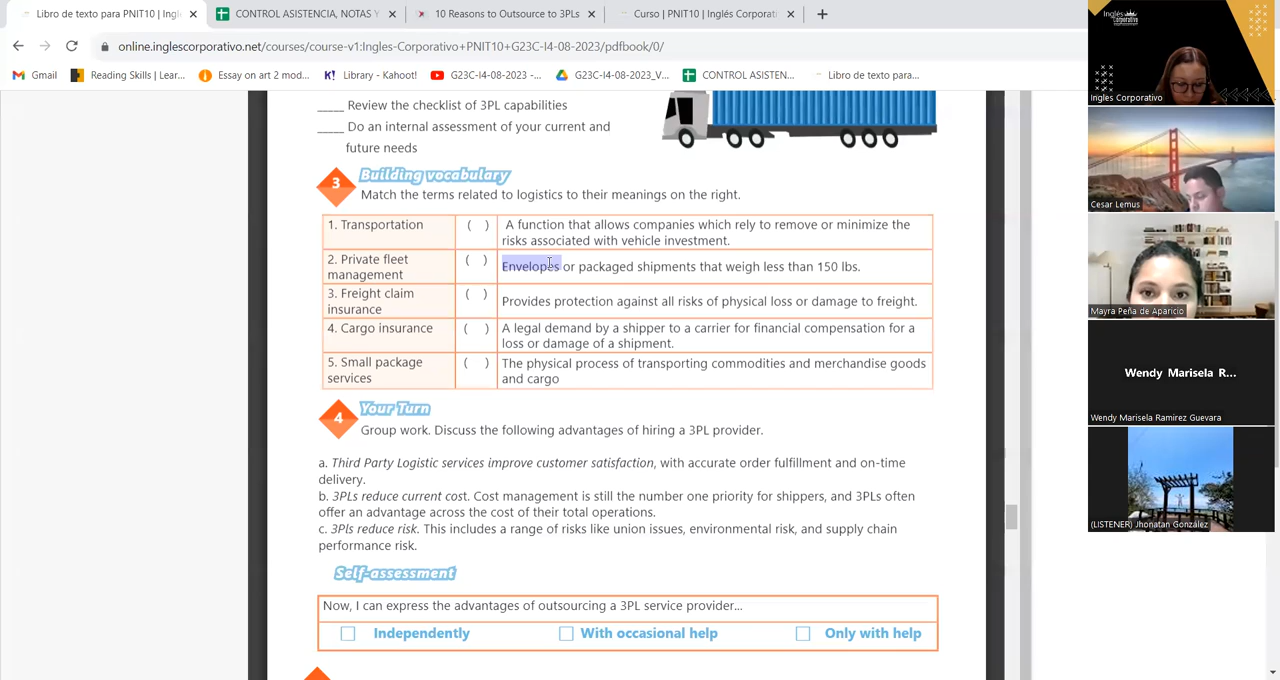 Libro de texto para PNIT10 | Ingl
CONTROL ASISTENCIA, NOTAS Y
10 Reasons to Outsource to 3PLs
Curso | PNIT10 | Inglés Corporati
online.inglescorporativo.net/courses/course-v1:Ingles-Corporativo+PNIT10+G23C-I4-08-2023/pdfbook/0/
Gmail
Reading Skills | Lear...
Essay on art 2 mod...
Library - Kahoot!
G23C-I4-08-2023 -...
G23C-I4-08-2023_V...
CONTROL ASISTEN...
Libro de texto para...
_____ Review the checklist of 3PL capabilities
_____ Do an internal assessment of your current and
future needs
3
Building vocabulary
Match the terms related to logistics to their meanings on the right.
1. Transportation
( )
A function that allows companies which rely to remove or minimize the
risks associated with vehicle investment.
2. Private fleet
management
( )
Envelopes or packaged shipments that weigh less than 150 lbs.
3. Freight claim
insurance
( )
Provides protection against all risks of physical loss or damage to freight.
4. Cargo insurance
( )
A legal demand by a shipper to a carrier for financial compensation for a
loss or damage of a shipment.
5. Small package
services
( )
The physical process of transporting commodities and merchandise goods
and cargo
4
Your Turn
Group work. Discuss the following advantages of hiring a 3PL provider.
a. Third Party Logistic services improve customer satisfaction, with accurate order fulfillment and on-time
delivery.
b. 3PLs reduce current cost. Cost management is still the number one priority for shippers, and 3PLs often
offer an advantage across the cost of their total operations.
c. 3Pls reduce risk. This includes a range of risks like union issues, environmental risk, and supply chain
performance risk.
Self-assessment
Now, I can express the advantages of outsourcing a 3PL service provider...
Independently
With occasional help
Only with help
Inglés
Corporativo
Ingles Corporativo
Cesar Lemus
Mayra Peña de Aparicio
Wendy Marisela R...
Wendy Marisela Ramirez Guevara
(LISTENER) Jhonatan González